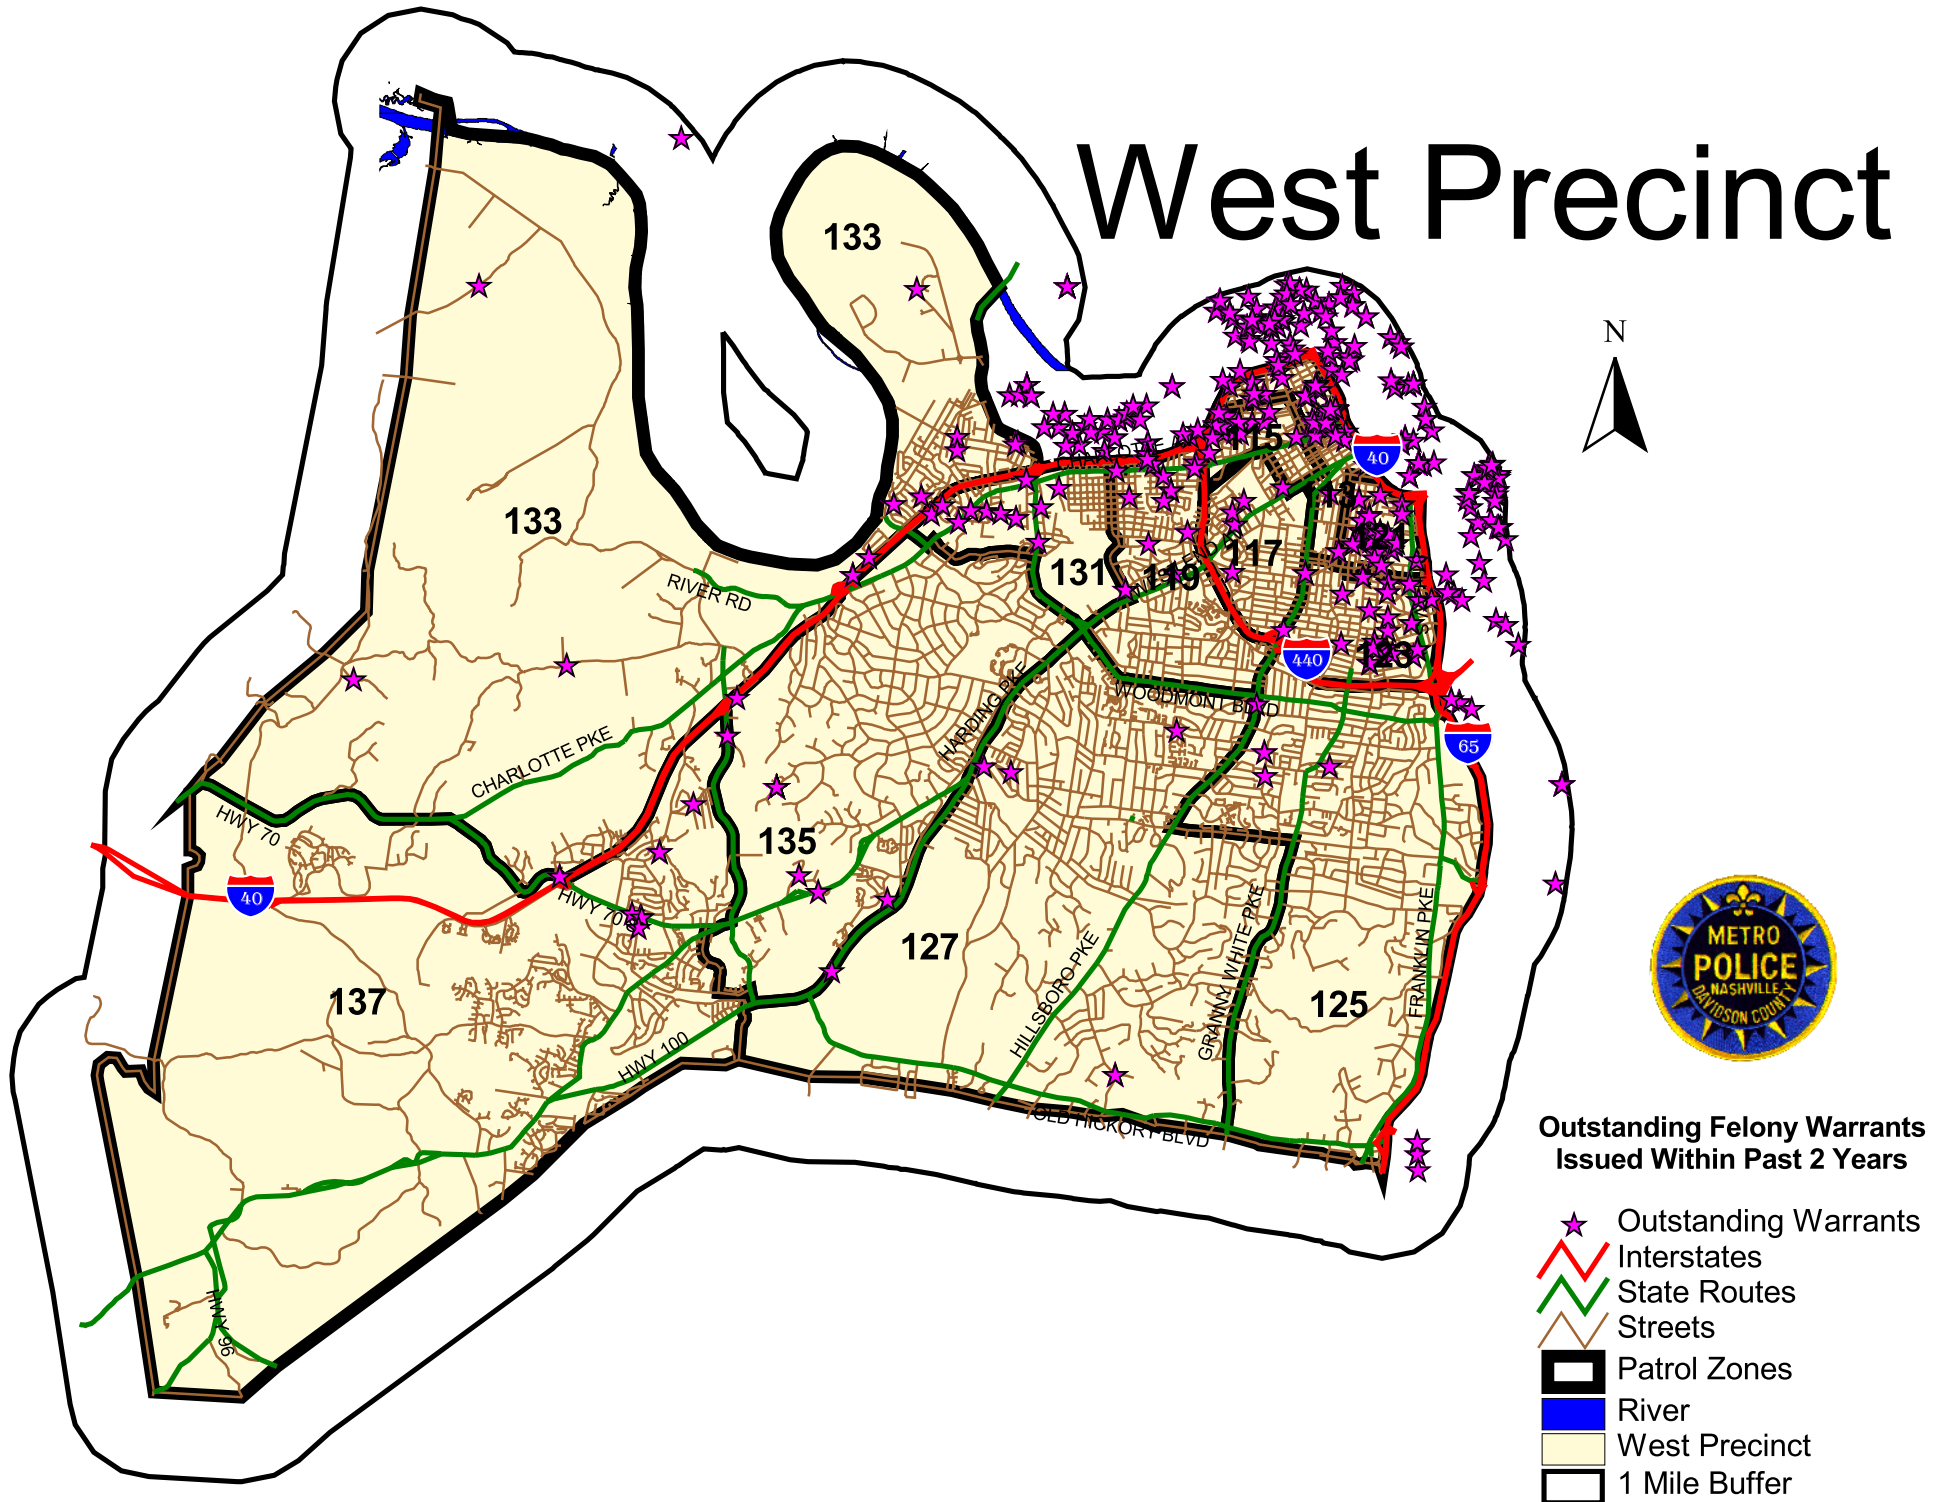 West Precinct
133
N
133
115
40
121
117
131
119
RIVER RD
123
440
HARDING PKE
WOODMONT BLVD
CHARLOTTE PKE
65
HWY 70
135
40
HWY 70
127
METRO
POLICE
NASHVILLE
DAVIDSON COUNTY
137
125
HILLSBORO PKE
GRANNY WHITE PKE
FRANKLIN PKE
HWY 100
OLD HICKORY BLVD
HWY 96
Outstanding Felony Warrants
Issued Within Past 2 Years
Outstanding Warrants
Interstates
State Routes
Streets
Patrol Zones
River
West Precinct
1 Mile Buffer